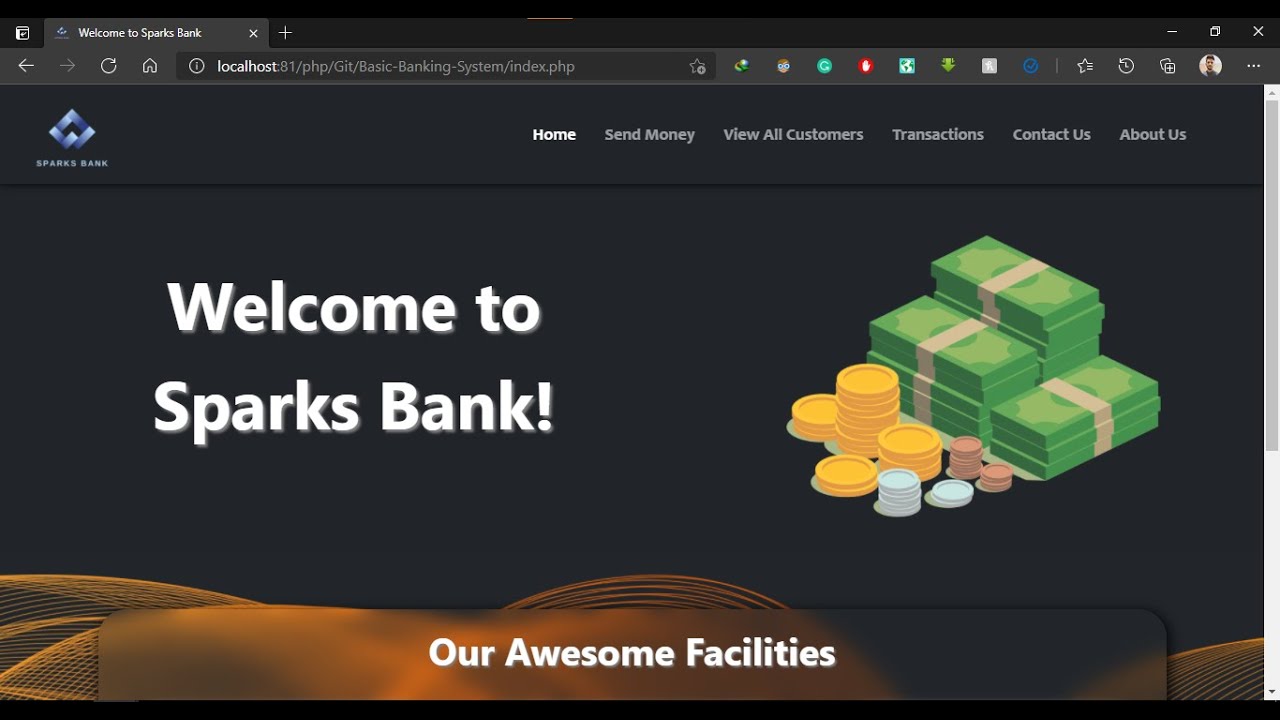 Welcome to Sparks Bank
localhost:81/php/Git/Basic-Banking-System/index.php
SPARKS BANK
Home Send Money View All Customers Transactions Contact Us About Us
Welcome to
Sparks Bank!
Our Awesome Facilities